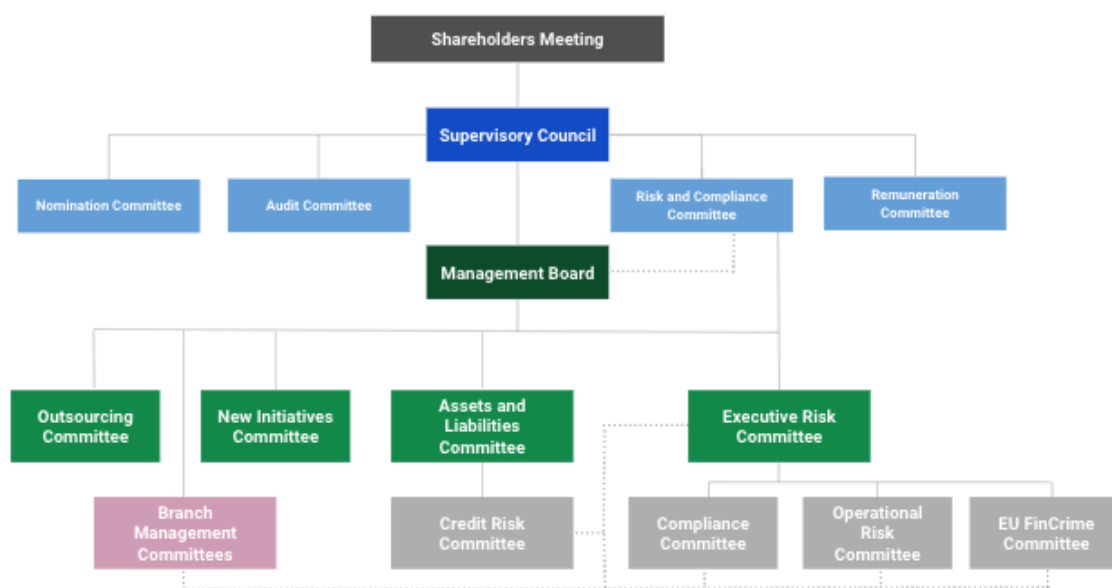 Shareholders Meeting
Supervisory Council
Nomination Committee
Audit Committee
Risk and Compliance
Committee
Remuneration
Committee
Management Board
Outsourcing
Committee
New Initiatives
Committee
Assets and
Liabilities
Committee
Executive Risk
Committee
Branch
Management
Committees
Credit Risk
Committee
Compliance
Committee
Operational
Risk
Committee
EU FinCrime
Committee